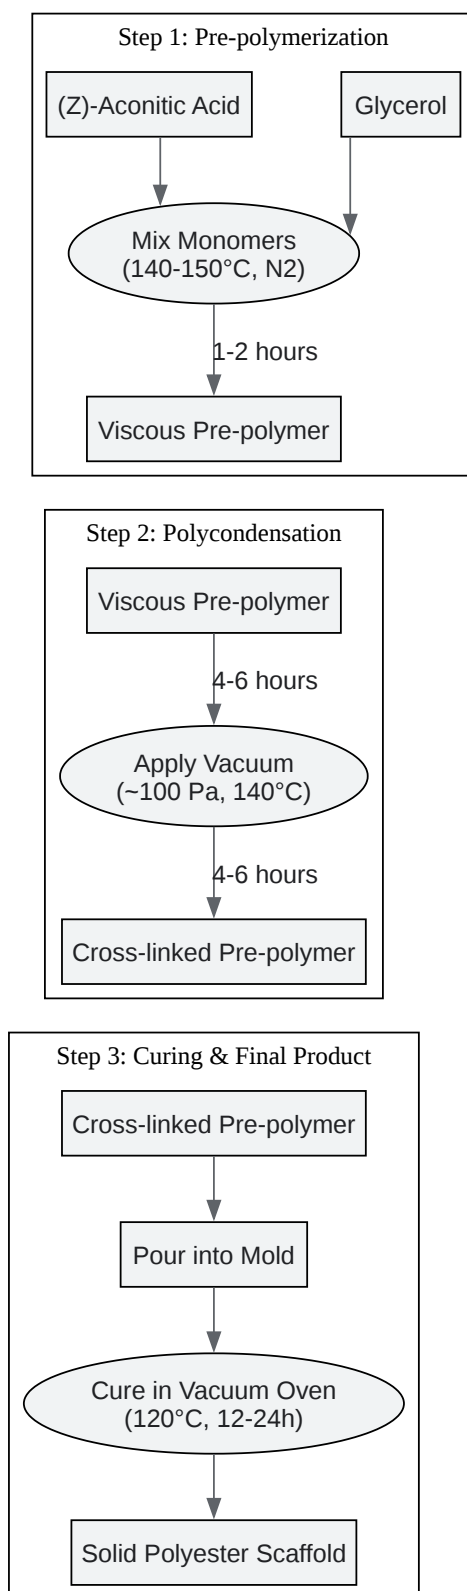 Step 1: Pre-polymerization
(Z)-Aconitic Acid
Glycerol
Mix Monomers
(140-150°C, N2)
1-2 hours
Viscous Pre-polymer
Step 2: Polycondensation
Viscous Pre-polymer
4-6 hours
Apply Vacuum
(~100 Pa, 140°C)
4-6 hours
Cross-linked Pre-polymer
Step 3: Curing & Final Product
Cross-linked Pre-polymer
Pour into Mold
Cure in Vacuum Oven
(120°C, 12-24h)
Solid Polyester Scaffold